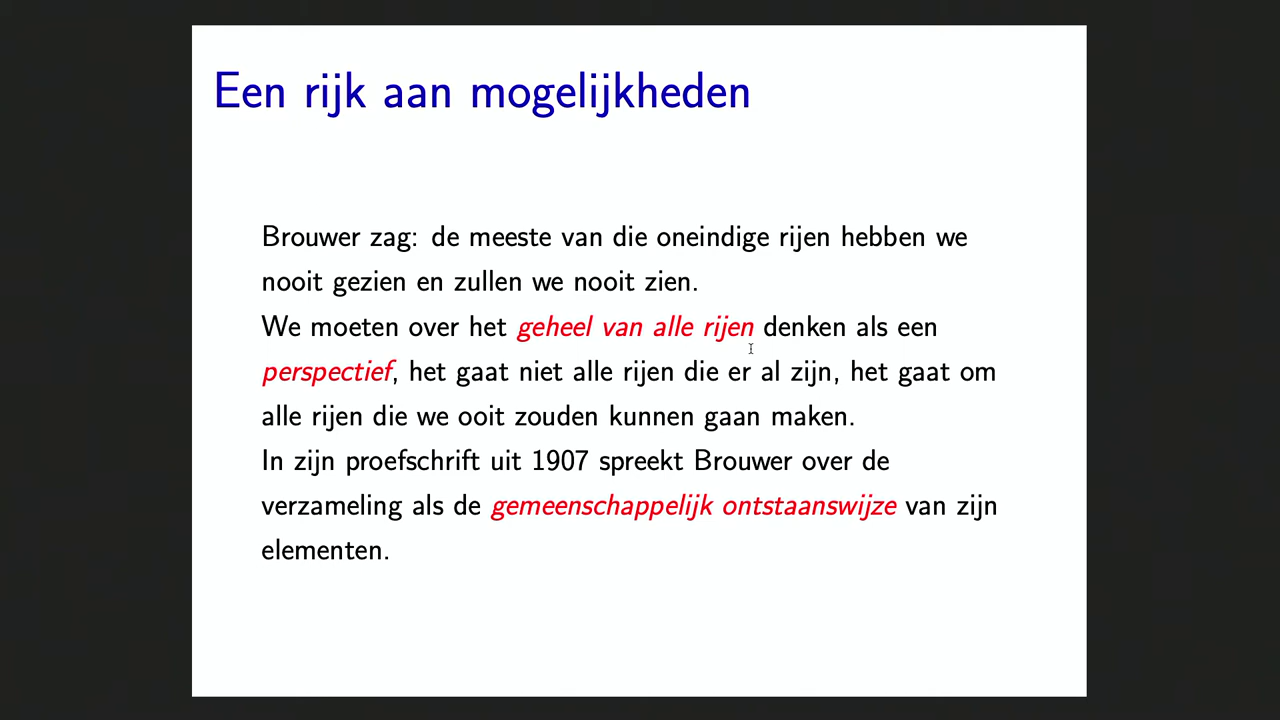 Een rijk aan mogelijkheden
Brouwer zag: de meeste van die oneindige rijen hebben we
nooit gezien en zullen we nooit zien.
We moeten over het geheel van alle rijen denken als een
perspectief, het gaat niet alle rijen die er al zijn, het gaat om
alle rijen die we ooit zouden kunnen gaan maken.
In zijn proefschrift uit 1907 spreekt Brouwer over de
verzameling als de gemeenschappelijk ontstaanswijze van zijn
elementen.